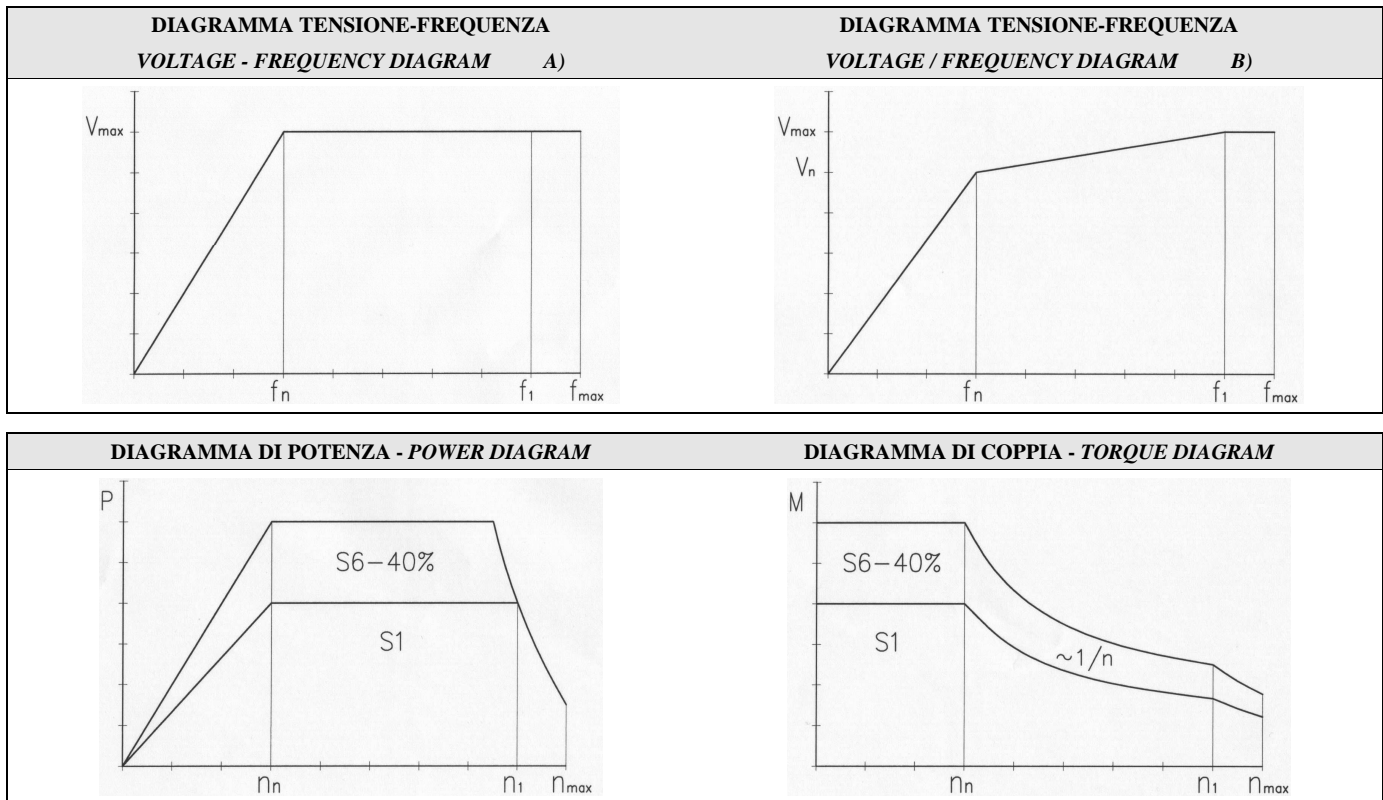 DIAGRAMMA TENSIONE-FREQUENZA
VOLTAGE - FREQUENCY DIAGRAM A)
Vmax
fn
f1
fmax
DIAGRAMMA TENSIONE-FREQUENZA
VOLTAGE / FREQUENCY DIAGRAM B)
Vmax
Vn
fn
f1
fmax
DIAGRAMMA DI POTENZA - POWER DIAGRAM
P
S6-40%
S1
nn
n1
nmax
DIAGRAMMA DI COPPIA - TORQUE DIAGRAM
M
S6-40%
S1
~1/n
nn
n1
nmax